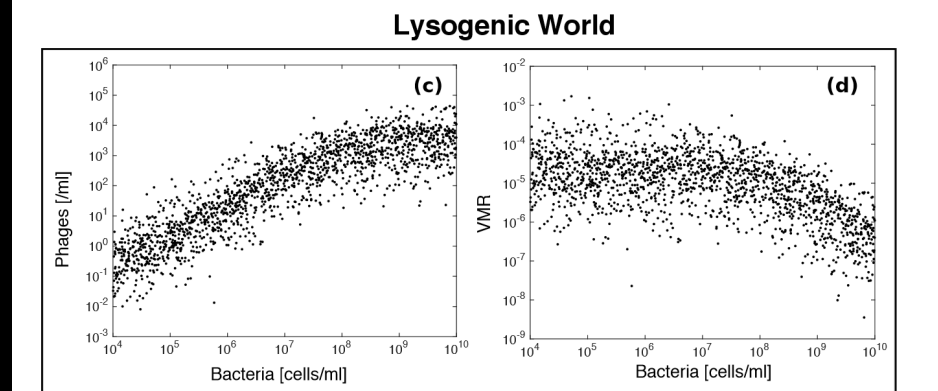 Lysogenic World
(c)
Phages [/ml]
10^6
10^5
10^4
10^3
10^2
10^1
10^0
10^-1
10^-2
10^-3
10^4 10^5 10^6 10^7 10^8 10^9 10^10
Bacteria [cells/ml]
(d)
VMR
10^-2
10^-3
10^-4
10^-5
10^-6
10^-7
10^-8
10^-9
10^4 10^5 10^6 10^7 10^8 10^9 10^10
Bacteria [cells/ml]